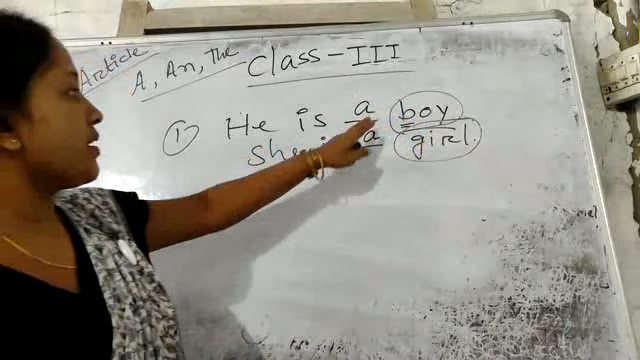 Article
A, An, The
Class-III
① He is a boy
She is a girl.